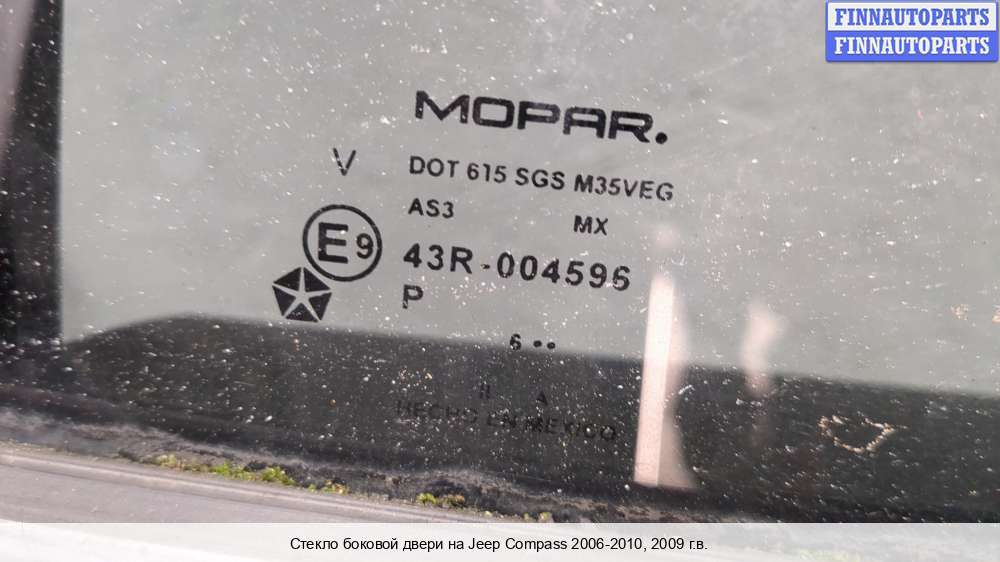 FINNAUTOPARTS
FINNAUTOPARTS
MOPAR.
V DOT 615 SGS M35VEG
AS3 MX
E9 43R-004596
P
6 ••
A
HECHO EN MEXICO
Стекло боковой двери на Jeep Compass 2006-2010, 2009 г.в.